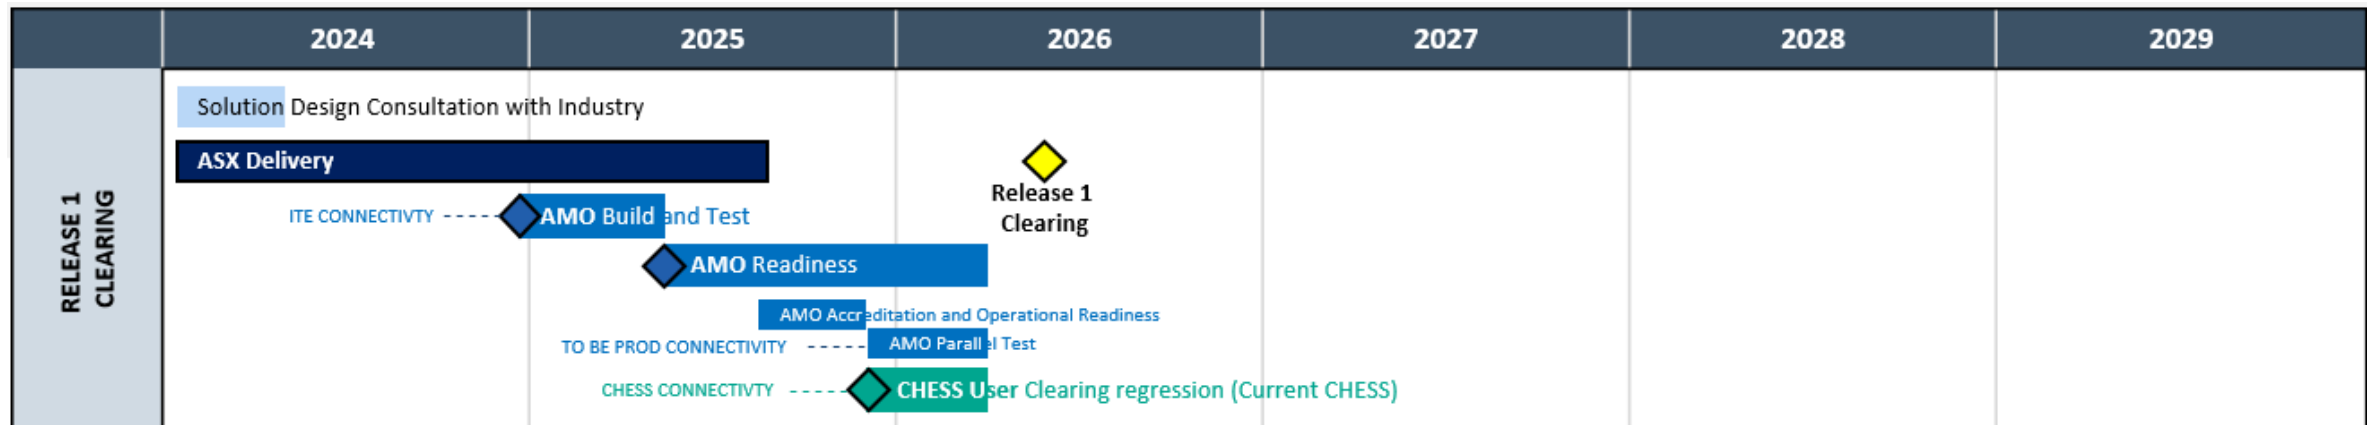 2024 2025 2026 2027 2028 2029
RELEASE 1
CLEARING
Solution Design Consultation with Industry
ASX Delivery
Release 1
Clearing
ITE CONNECTIVTY
AMO Build and Test
AMO Readiness
AMO Accreditation and Operational Readiness
TO BE PROD CONNECTIVITY
AMO Parallel Test
CHESS CONNECTIVTY
CHESS User Clearing regression (Current CHESS)